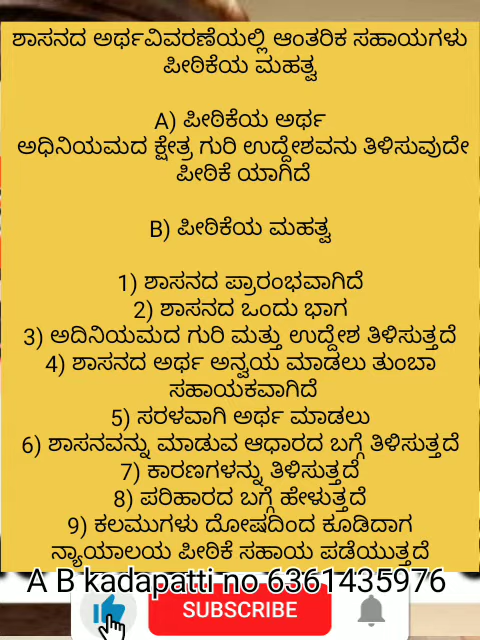 ಶಾಸನದ ಅರ್ಥವಿವರಣೆಯಲ್ಲಿ ಆಂತರಿಕ ಸಹಾಯಗಳು
ಪೀಠಿಕೆಯ ಮಹತ್ವ
A) ಪೀಠಿಕೆಯ ಅರ್ಥ
ಅಧಿನಿಯಮದ ಕ್ಷೇತ್ರ ಗುರಿ ಉದ್ದೇಶವನು ತಿಳಿಸುವುದೇ
ಪೀಠಿಕೆ ಯಾಗಿದೆ
B) ಪೀಠಿಕೆಯ ಮಹತ್ವ
1) ಶಾಸನದ ಪ್ರಾರಂಭವಾಗಿದೆ
2) ಶಾಸನದ ಒಂದು ಭಾಗ
3) ಅದಿನಿಯಮದ ಗುರಿ ಮತ್ತು ಉದ್ದೇಶ ತಿಳಿಸುತ್ತದೆ
4) ಶಾಸನದ ಅರ್ಥ ಅನ್ವಯ ಮಾಡಲು ತುಂಬಾ
ಸಹಾಯಕವಾಗಿದೆ
5) ಸರಳವಾಗಿ ಅರ್ಥ ಮಾಡಲು
6) ಶಾಸನವನ್ನು ಮಾಡುವ ಆಧಾರದ ಬಗ್ಗೆ ತಿಳಿಸುತ್ತದೆ
7) ಕಾರಣಗಳನ್ನು ತಿಳಿಸುತ್ತದೆ
8) ಪರಿಹಾರದ ಬಗ್ಗೆ ಹೇಳುತ್ತದೆ
9) ಕಲಮುಗಳು ದೋಷದಿಂದ ಕೂಡಿದಾಗ
ನ್ಯಾಯಾಲಯ ಪೀಠಿಕೆ ಸಹಾಯ ಪಡೆಯುತ್ತದೆ
A B kadapatti no 6361435976
SUBSCRIBE